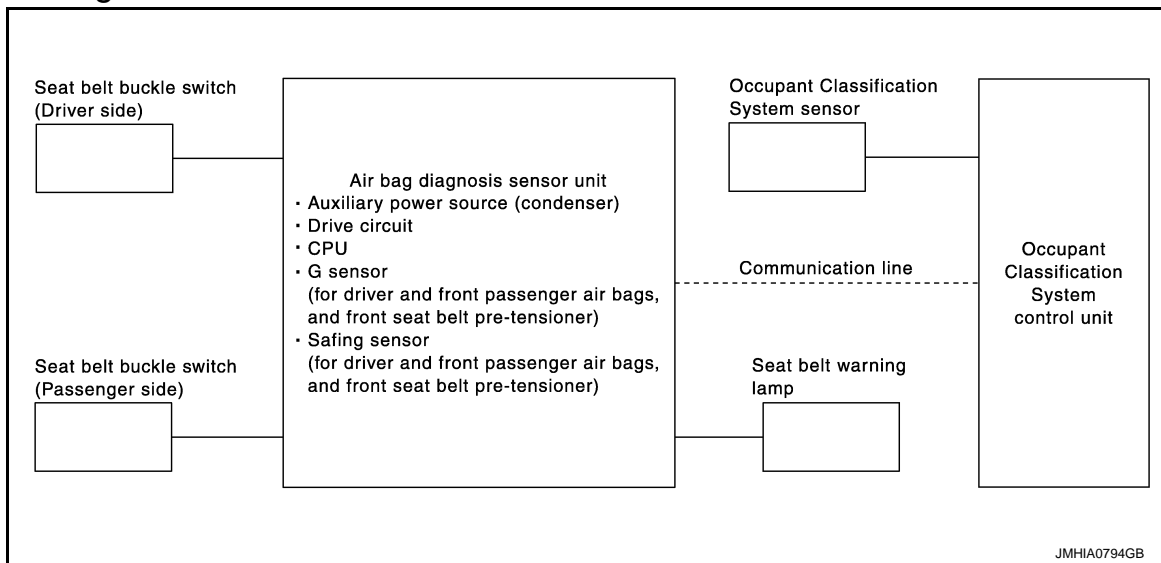 Seat belt buckle switch
(Driver side)
Air bag diagnosis sensor unit
· Auxiliary power source (condenser)
· Drive circuit
· CPU
· G sensor
(for driver and front passenger air bags,
and front seat belt pre-tensioner)
· Safing sensor
(for driver and front passenger air bags,
and front seat belt pre-tensioner)
Seat belt buckle switch
(Passenger side)
Occupant Classification
System sensor
Communication line
Occupant
Classification
System
control unit
Seat belt warning
lamp
JMHIA0794GB